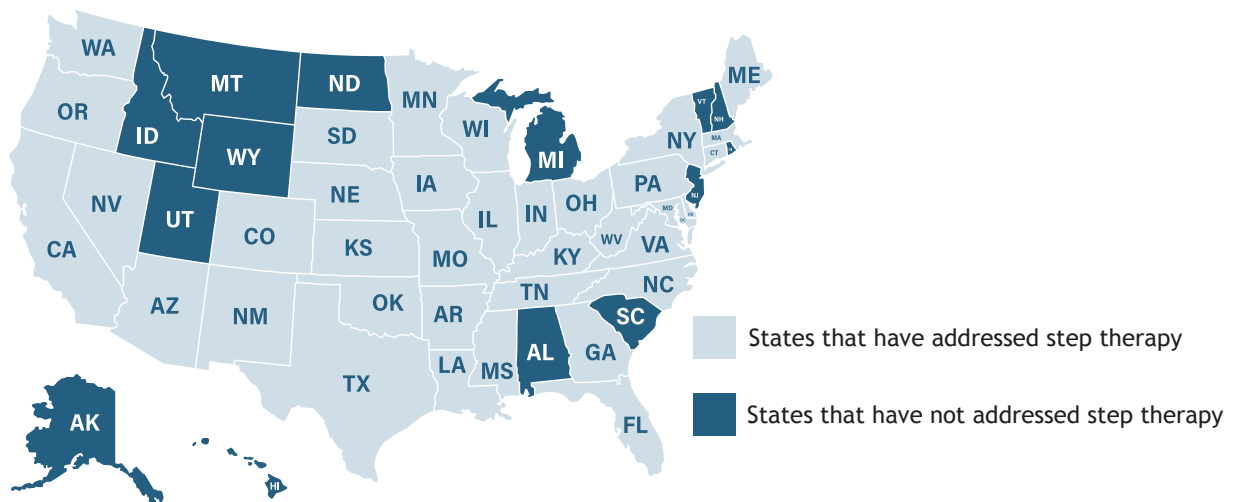 WA
ME
MT
ND
MN
VT
NH
OR
ID
SD
WI
NY
MA
CT
WY
MI
IA
PA
NE
NJ
NV
IL
IN
OH
MD
DE
UT
CO
WV
CA
KS
MO
KY
VA
NC
TN
AZ
NM
OK
AR
SC
AL
GA
MS
LA
TX
FL
AK
HI
States that have addressed step therapy
States that have not addressed step therapy